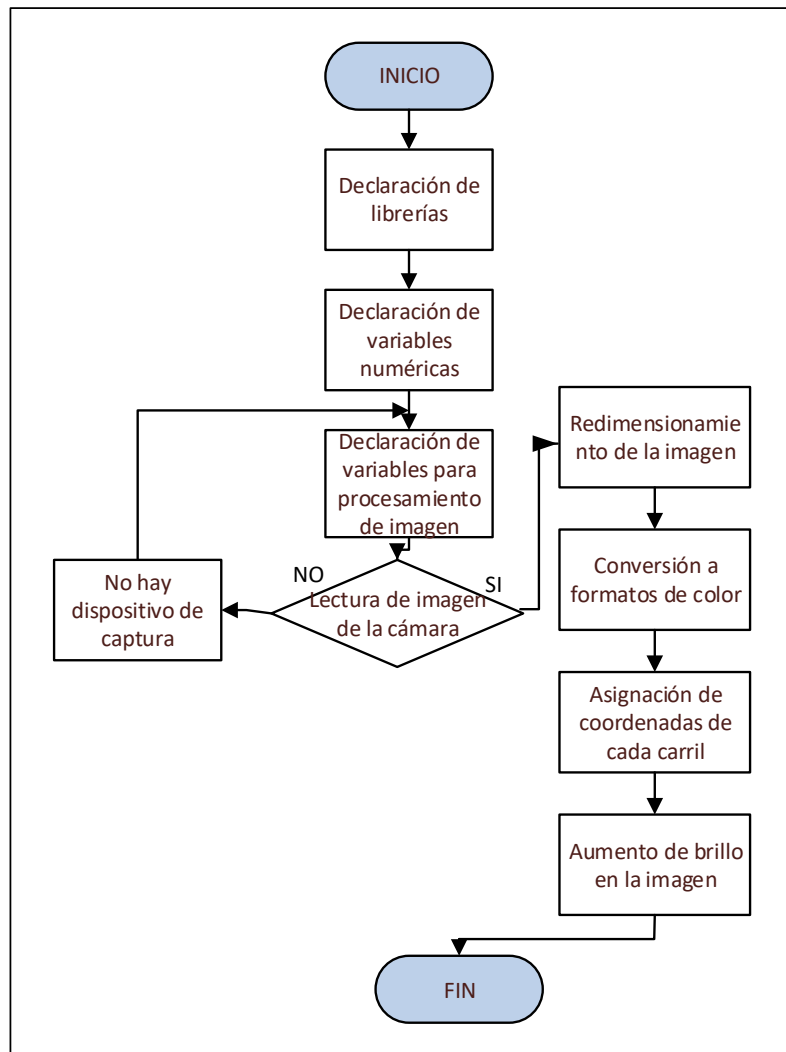 INICIO
Declaración de
librerías
Declaración de
variables
numéricas
Declaración de
variables para
procesamiento
de imagen
NO
Lectura de imagen
de la cámara
SI
No hay
dispositivo de
captura
Redimensionamie
nto de la imagen
Conversión a
formatos de color
Asignación de
coordenadas de
cada carril
Aumento de brillo
en la imagen
FIN